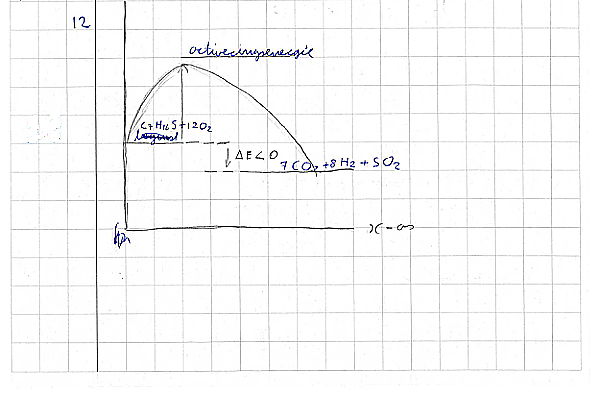 12
activeringsenergie
C7H16S+12O2
ΔE<0
7CO2 +8H2 + SO2
x-as